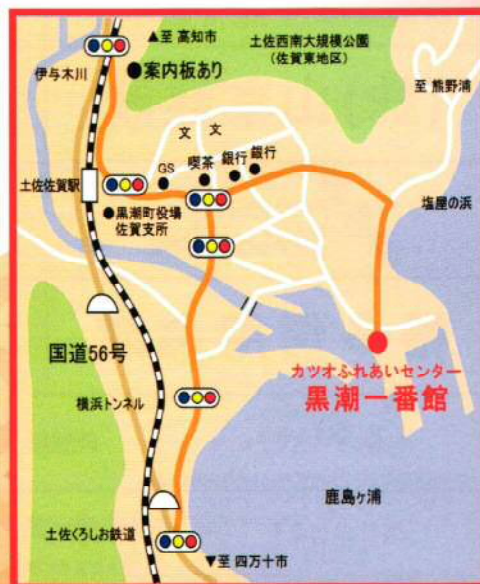 ▲至 高知市
土佐西南大規模公園
(佐賀東地区)
伊与木川
●案内板あり
至 熊野浦
文
文
GS
喫茶
銀行
銀行
土佐佐賀駅
●黒潮町役場
佐賀支所
塩屋の浜
国道56号
カツオふれあいセンター
黒潮一番館
横浜トンネル
鹿島ヶ浦
土佐くろしお鉄道
▼至 四万十市